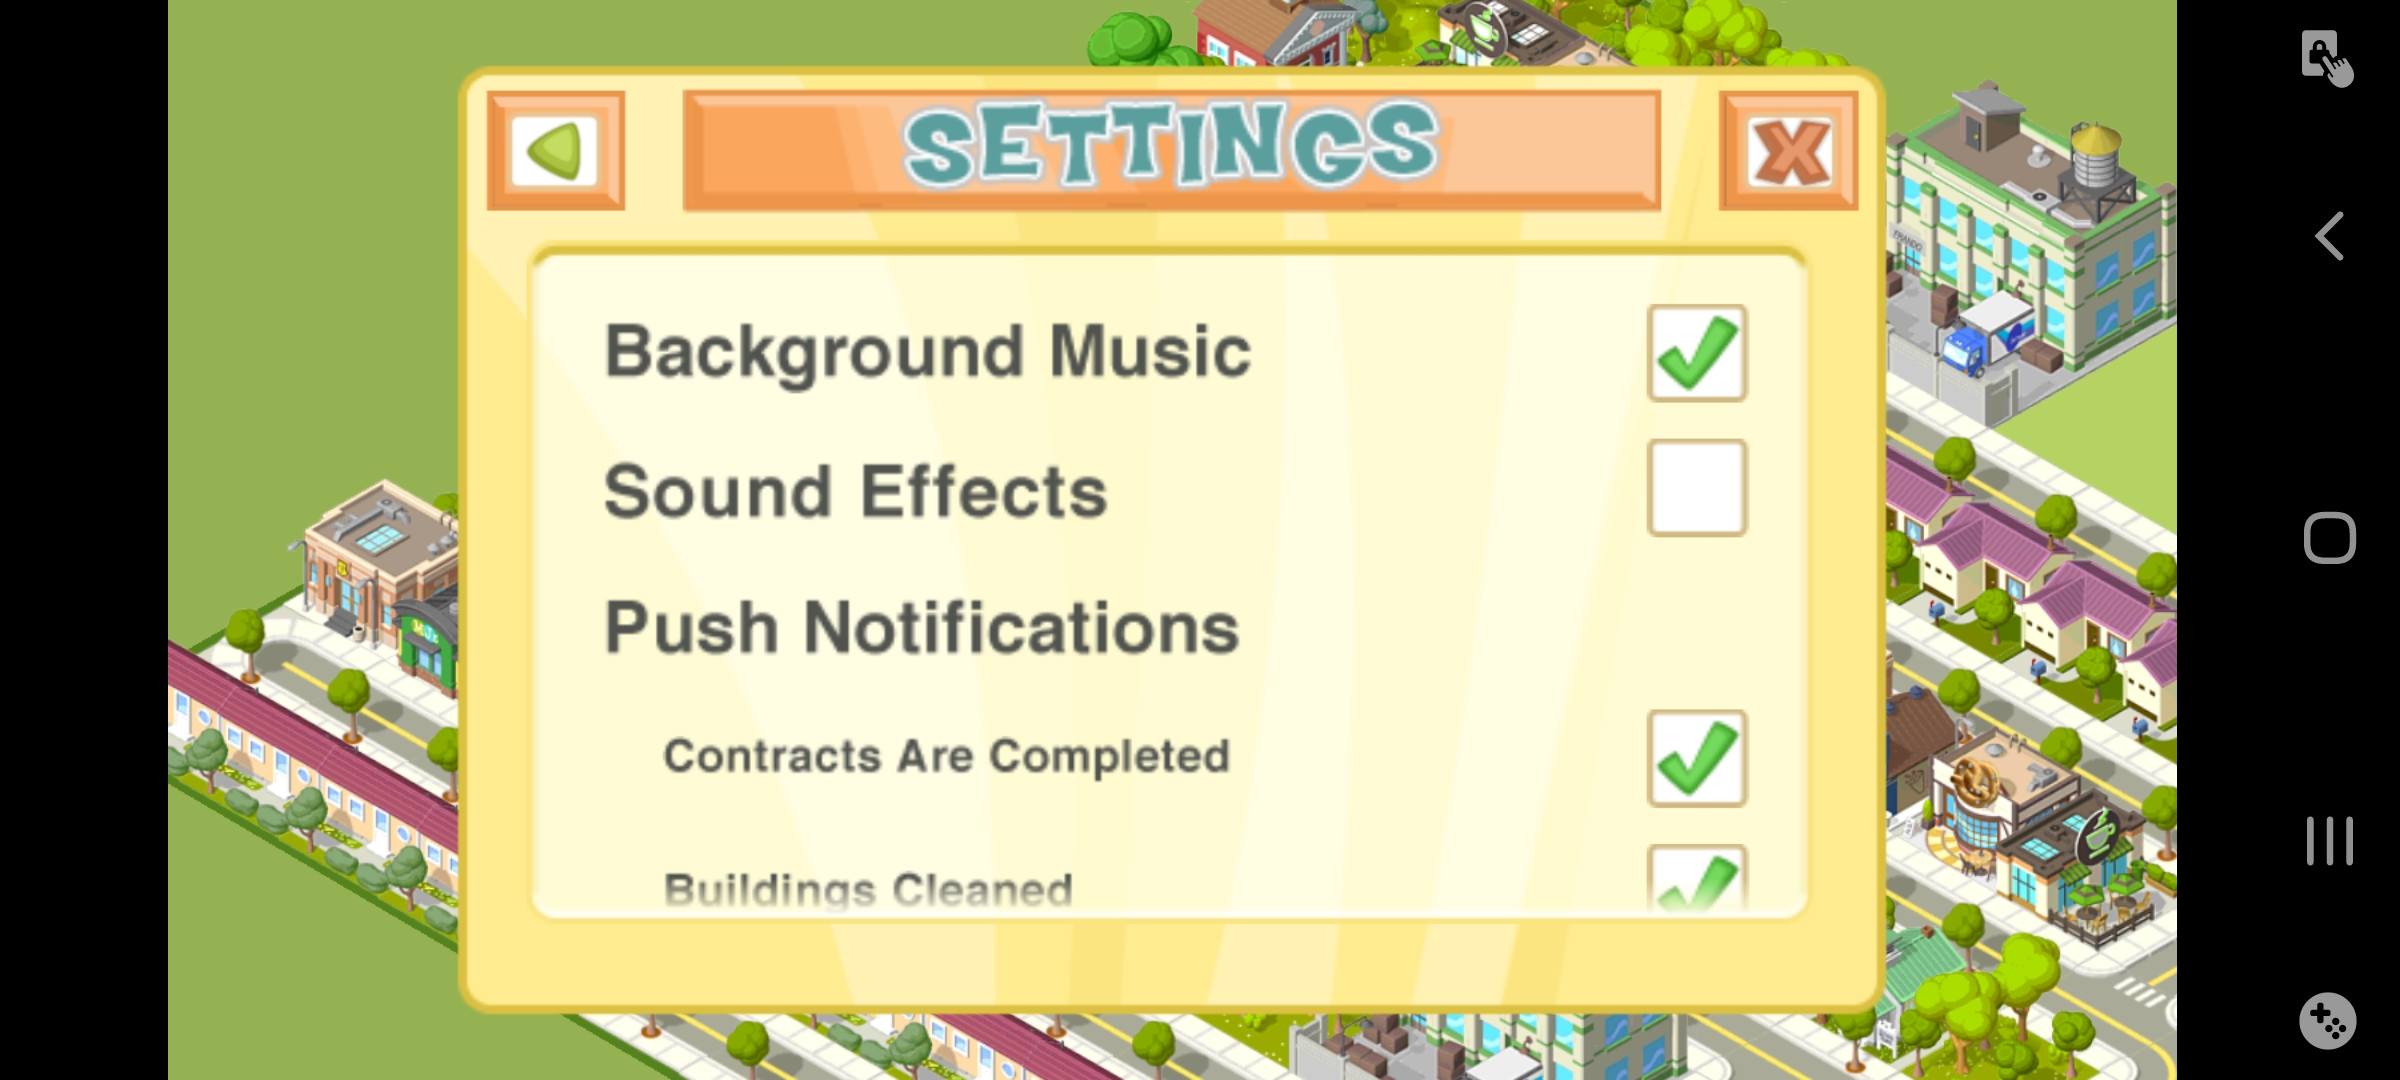 SETTINGS
Background Music
Sound Effects
Push Notifications
Contracts Are Completed
Buildings Cleaned